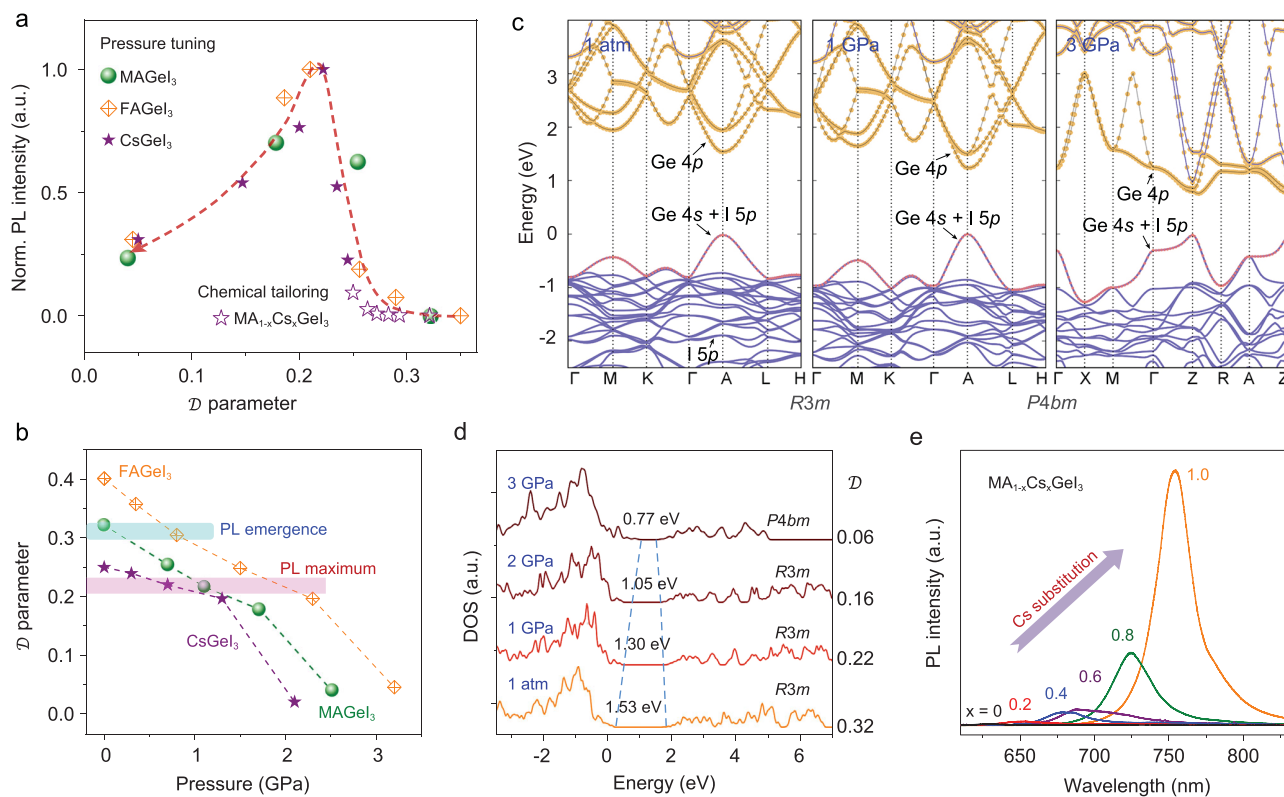 a
Pressure tuning
MAGeI₃
FAGeI₃
CsGeI₃
Chemical tailoring
MA₁₋ₓCsₓGeI₃
1.0
0.5
0.0
Norm. PL intensity (a.u.)
0.0 0.1 0.2 0.3
𝒟 parameter
b
FAGeI₃
PL emergence
PL maximum
CsGeI₃
MAGeI₃
0.4
0.3
0.2
0.1
0.0
𝒟 parameter
0 1 2 3
Pressure (GPa)
c
1 atm 1 GPa 3 GPa
Ge 4p Ge 4p Ge 4p
Ge 4s + I 5p Ge 4s + I 5p Ge 4s + I 5p
I 5p
3
2
1
0
-1
-2
Energy (eV)
Γ M K Γ A L H Γ M K Γ A L H Γ X M Γ Z R A Z
R3m P4bm
d
𝒟
3 GPa 0.77 eV P4bm 0.06
2 GPa 1.05 eV R3m 0.16
1 GPa 1.30 eV R3m 0.22
1 atm 1.53 eV R3m 0.32
DOS (a.u.)
-2 0 2 4 6
Energy (eV)
e
MA₁₋ₓCsₓGeI₃
1.0
Cs substitution
0.8
0.6
0.4
0.2
x = 0
PL intensity (a.u.)
650 700 750 800
Wavelength (nm)